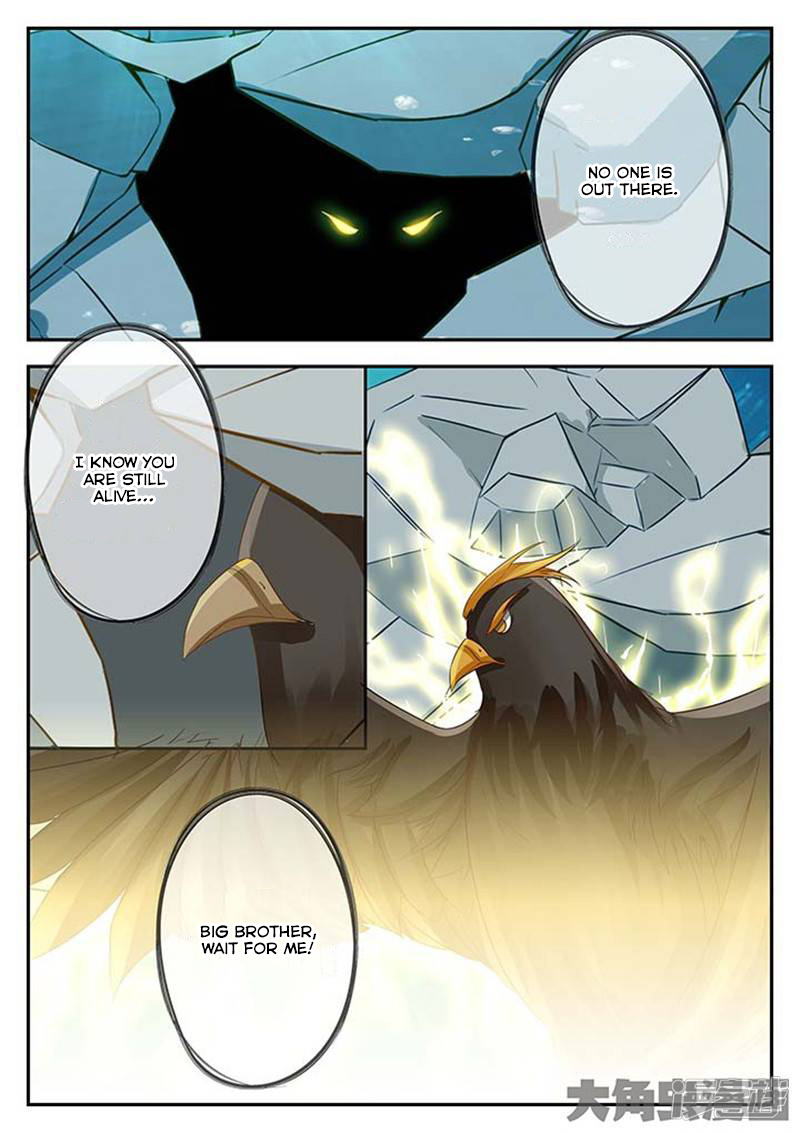 NO ONE IS
OUT THERE.
I KNOW YOU
ARE STILL
ALIVE...
BIG BROTHER,
WAIT FOR ME!
大角虫漫画